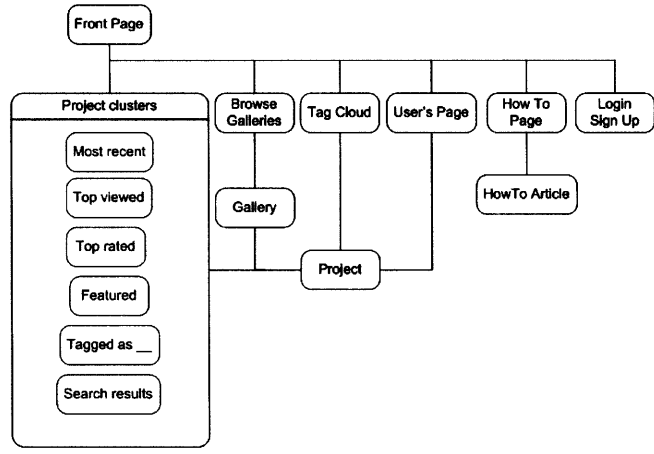 Front Page
Project clusters
Most recent
Top viewed
Top rated
Featured
Tagged as __
Search results
Browse
Galleries
Gallery
Tag Cloud
User's Page
Project
How To
Page
HowTo Article
Login
Sign Up